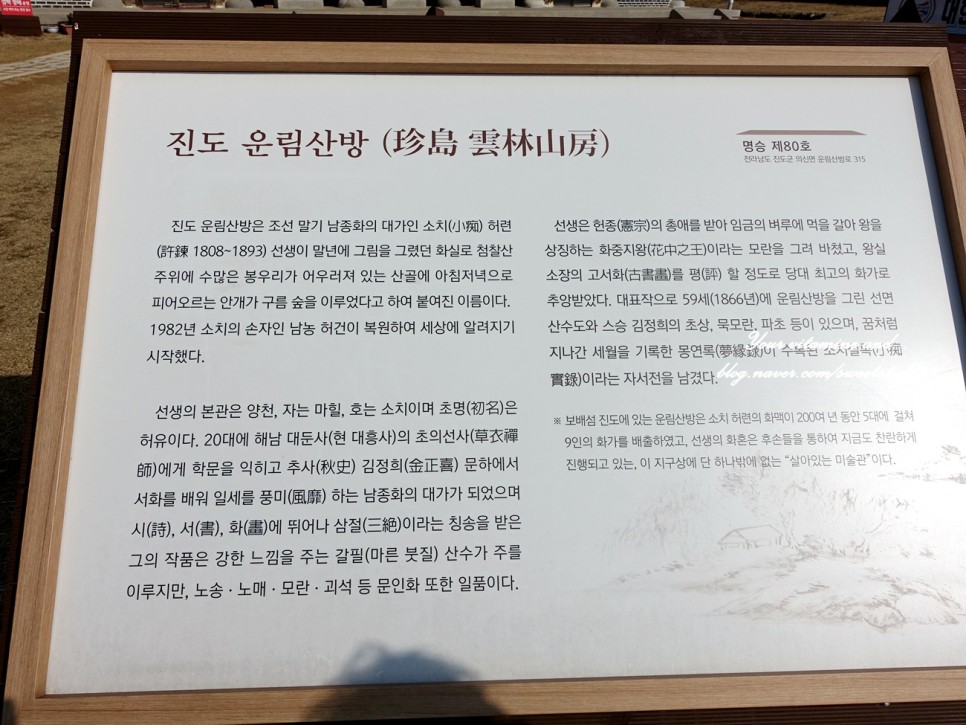 진도 운림산방 (珍島 雲林山房)
명승 제80호
전라남도 진도군 의신면 운림산방로 315
진도 운림산방은 조선 말기 남종화의 대가인 소치(小痴) 허련
(許鍊 1808~1893) 선생이 말년에 그림을 그렸던 화실로 첨찰산
주위에 수많은 봉우리가 어우러져 있는 산골에 아침저녁으로
피어오르는 안개가 구름 숲을 이루었다고 하여 붙여진 이름이다.
1982년 소치의 손자인 남농 허건이 복원하여 세상에 알려지기
시작했다.
선생의 본관은 양천, 자는 마힐, 호는 소치이며 초명(初名)은
허유이다. 20대에 해남 대둔사(현 대흥사)의 초의선사(草衣禪
師)에게 학문을 익히고 추사(秋史) 김정희(金正喜) 문하에서
서화를 배워 일세를 풍미(風靡) 하는 남종화의 대가가 되었으며
시(詩), 서(書), 화(畵)에 뛰어나 삼절(三絶)이라는 칭송을 받은
그의 작품은 강한 느낌을 주는 갈필(마른 붓질) 산수가 주를
이루지만, 노송 · 노매 · 모란 · 괴석 등 문인화 또한 일품이다.
선생은 헌종(憲宗)의 총애를 받아 임금의 벼루에 먹을 갈아 왕을
상징하는 화중지왕(花中之王)이라는 모란을 그려 바쳤고, 왕실
소장의 고서화(古書畵)를 평(評) 할 정도로 당대 최고의 화가로
추앙받았다. 대표작으로 59세(1866년)에 운림산방을 그린 선면
산수도와 스승 김정희의 초상, 묵모란, 파초 등이 있으며, 꿈처럼
지나간 세월을 기록한 몽연록(夢緣錄)이 수록된 소치실록(小痴
實錄)이라는 자서전을 남겼다.
※ 보배섬 진도에 있는 운림산방은 소치 허련의 화맥이 200여 년 동안 5대에 걸쳐
9인의 화가를 배출하였고, 선생의 화혼은 후손들을 통하여 지금도 찬란하게
진행되고 있는, 이 지구상에 단 하나밖에 없는 “살아있는 미술관”이다.
Your vitamine and
blog.naver.com/